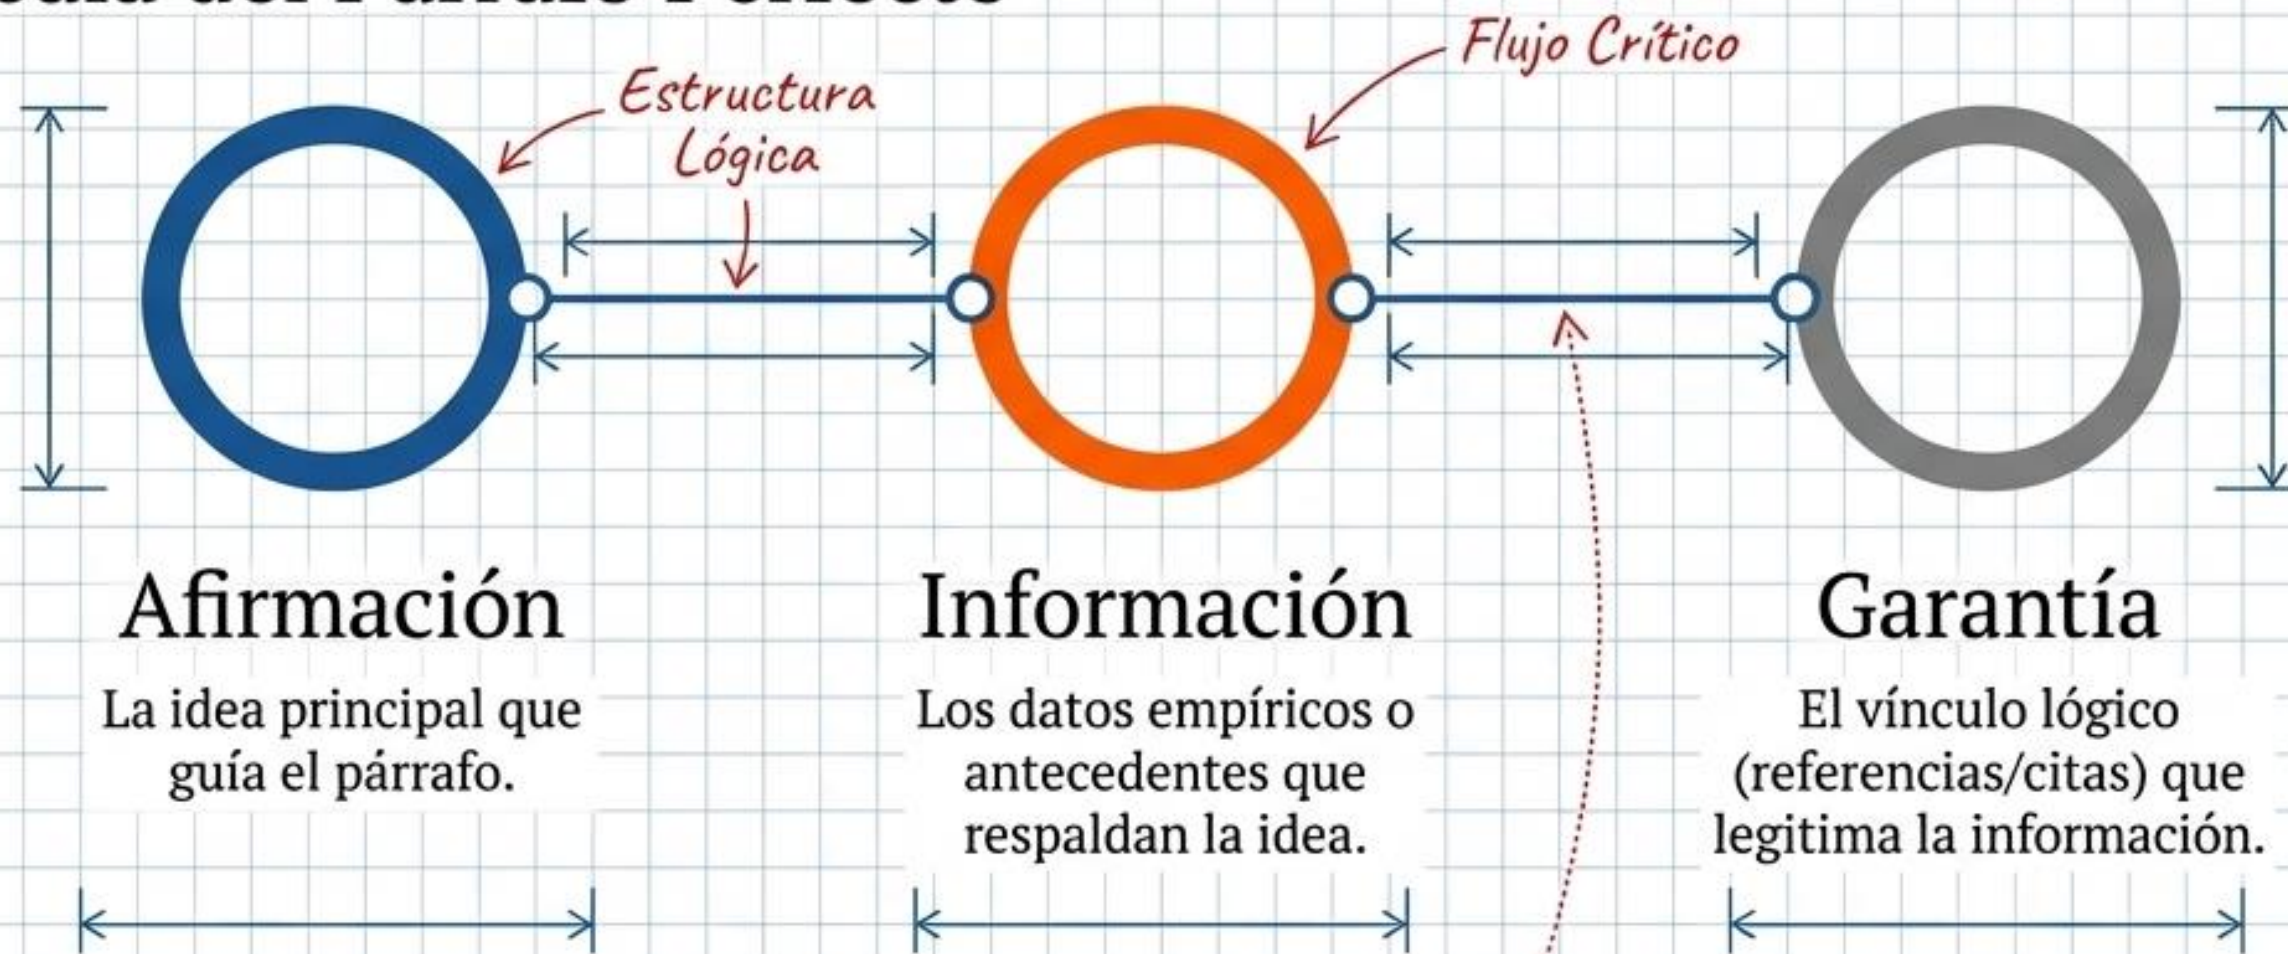 Estructura
Lógica
Flujo Crítico
Afirmación
La idea principal que
guía el párrafo.
Información
Los datos empíricos o
antecedentes que
respaldan la idea.
Garantía
El vínculo lógico
(referencias/citas) que
legitima la información.